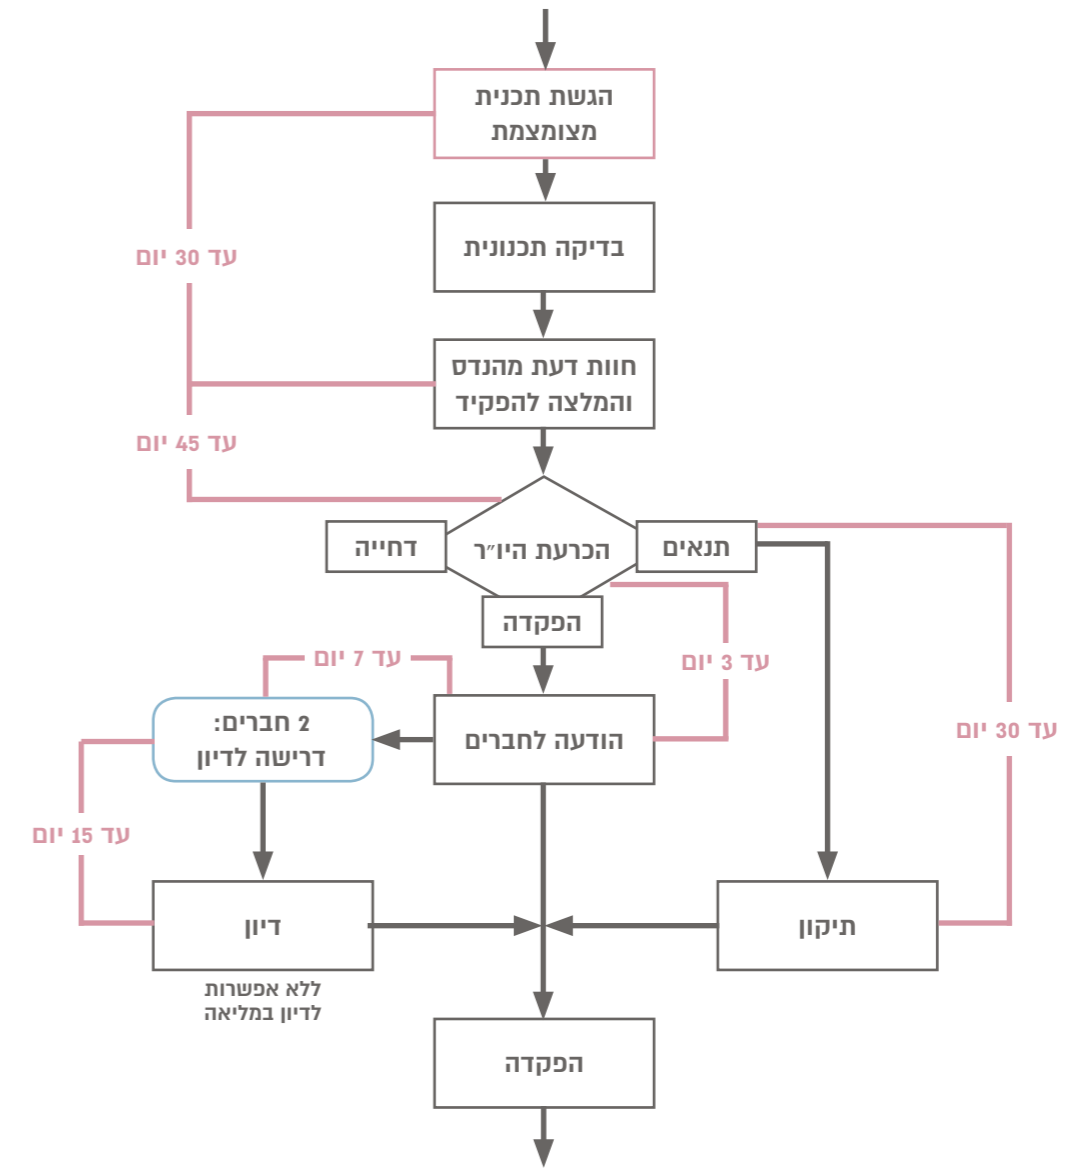 הגשת תכנית
מצומצמת
בדיקה תכנונית
עד 30 יום
חוות דעת מהנדס
והמלצה להפקיד
עד 45 יום
תנאים
הכרעת היו״ר
דחייה
הפקדה
עד 3 יום
עד 7 יום
הודעה לחברים
2 חברים:
דרישה לדיון
עד 30 יום
עד 15 יום
תיקון
דיון
ללא אפשרות
לדיון במליאה
הפקדה